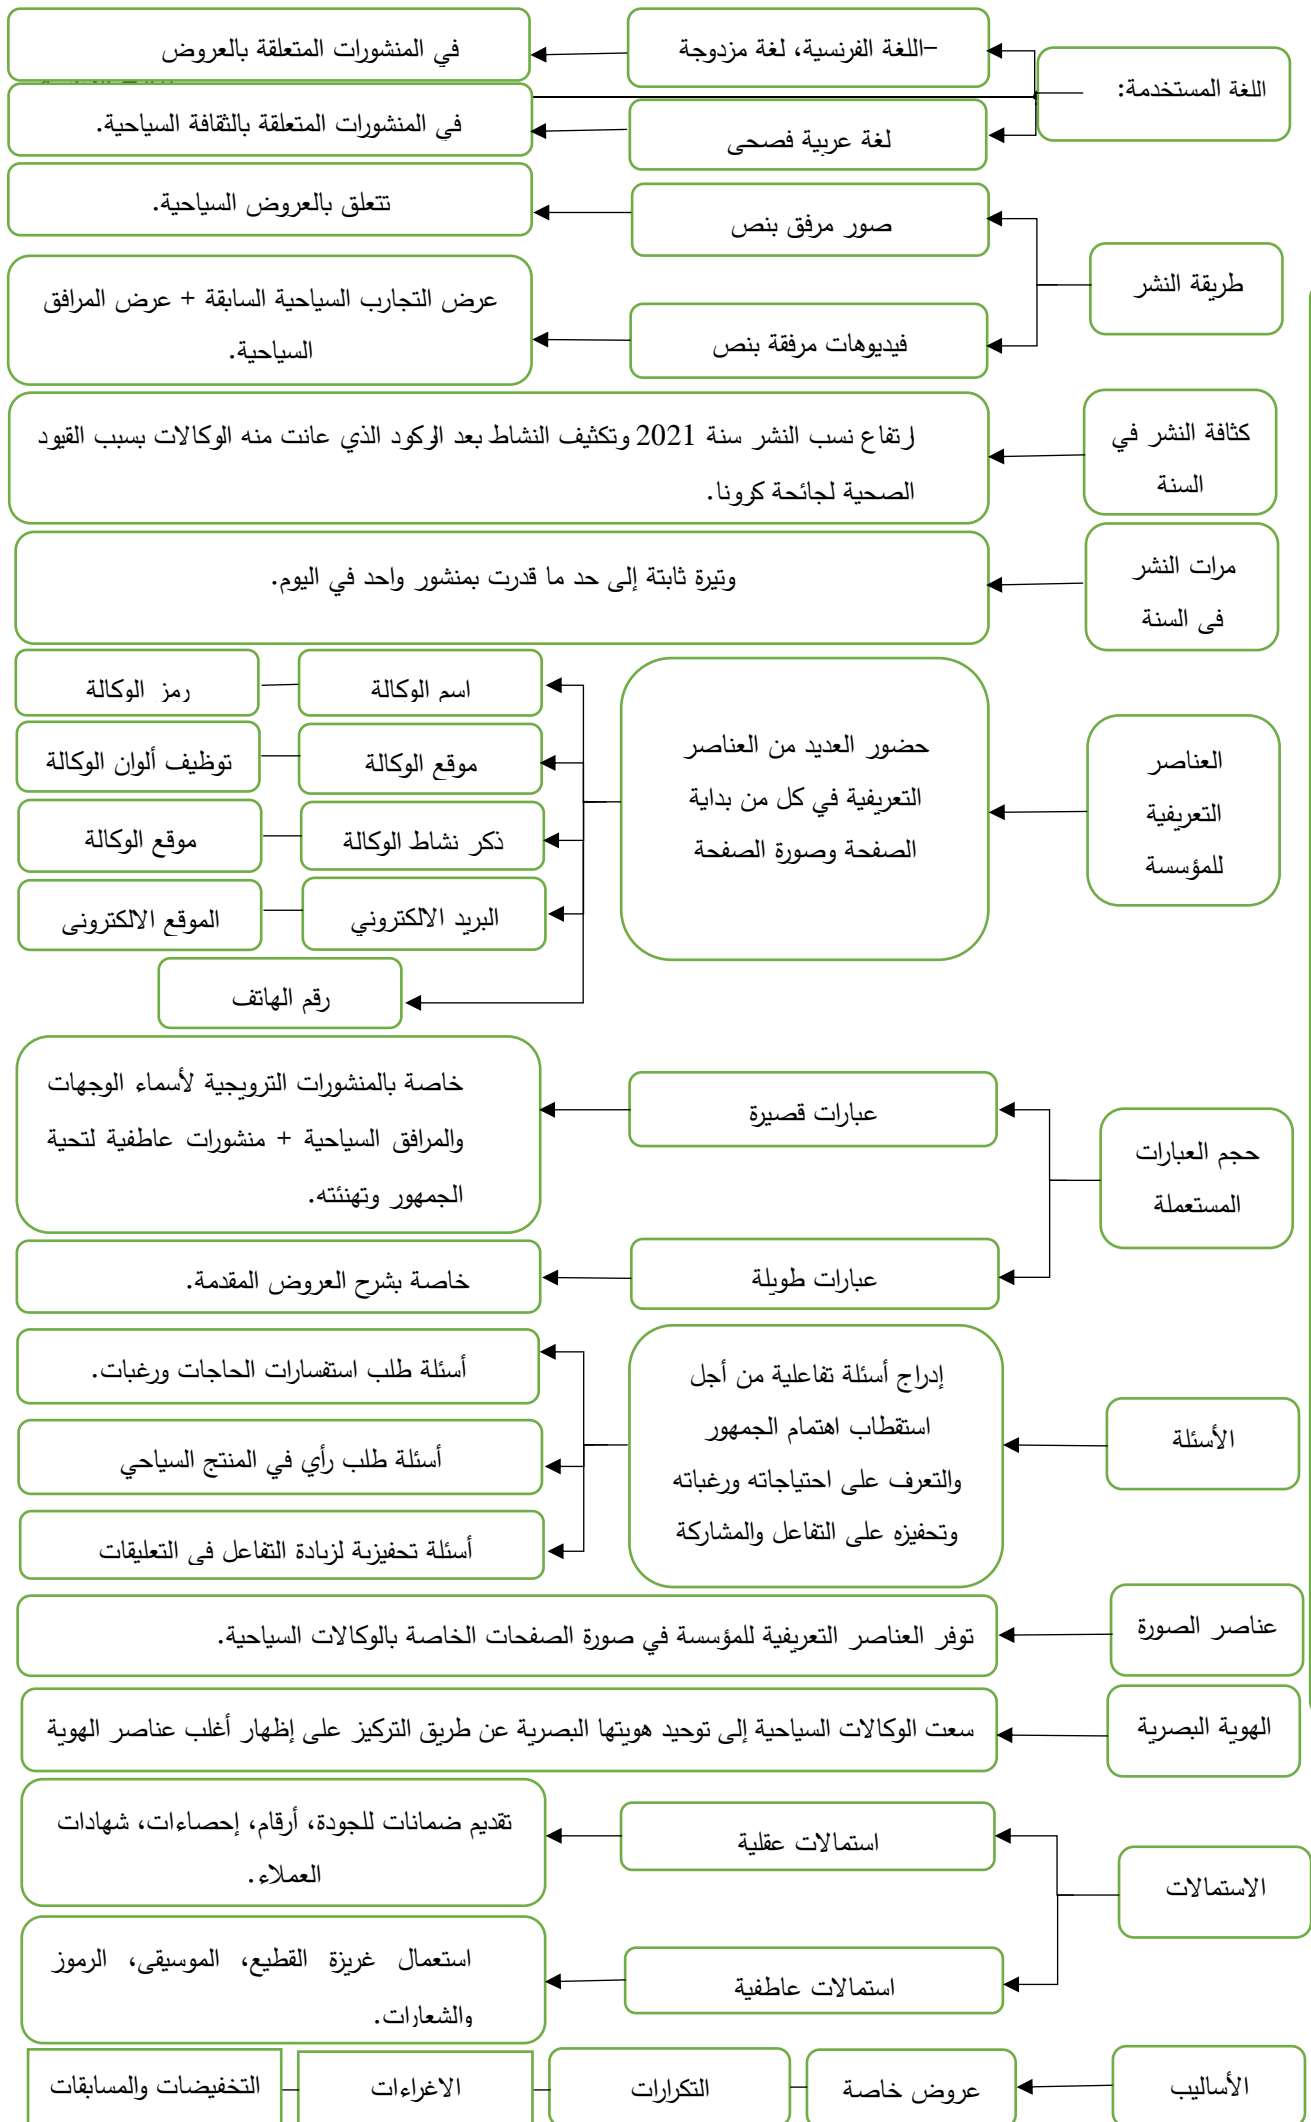 اللغة المستخدمة:
–اللغة الفرنسية، لغة مزدوجة
في المنشورات المتعلقة بالعروض
لغة عربية فصحى
في المنشورات المتعلقة بالثقافة السياحية.
طريقة النشر
صور مرفق بنص
تتعلق بالعروض السياحية.
فيديوهات مرفقة بنص
عرض التجارب السياحية السابقة + عرض المرافق
السياحية.
كثافة النشر في
السنة
ارتفاع نسب النشر سنة 2021 وتكثيف النشاط بعد الركود الذي عانت منه الوكالات بسبب القيود
الصحية لجائحة كرونا.
مرات النشر
في السنة
وتيرة ثابتة إلى حد ما قدرت بمنشور واحد في اليوم.
العناصر
التعريفية
للمؤسسة
حضور العديد من العناصر
التعريفية في كل من بداية
الصفحة وصورة الصفحة
اسم الوكالة
رمز الوكالة
موقع الوكالة
توظيف ألوان الوكالة
ذكر نشاط الوكالة
موقع الوكالة
البريد الالكتروني
الموقع الالكتروني
رقم الهاتف
حجم العبارات
المستعملة
عبارات قصيرة
خاصة بالمنشورات الترويجية لأسماء الوجهات
والمرافق السياحية + منشورات عاطفية لتحية
الجمهور وتهنئته.
عبارات طويلة
خاصة بشرح العروض المقدمة.
الأسئلة
إدراج أسئلة تفاعلية من أجل
استقطاب اهتمام الجمهور
والتعرف على احتياجاته ورغباته
وتحفيزه على التفاعل والمشاركة
أسئلة طلب استفسارات الحاجات ورغبات.
أسئلة طلب رأي في المنتج السياحي
أسئلة تحفيزية لزيادة التفاعل في التعليقات
عناصر الصورة
توفر العناصر التعريفية للمؤسسة في صورة الصفحات الخاصة بالوكالات السياحية.
الهوية البصرية
سعت الوكالات السياحية إلى توحيد هويتها البصرية عن طريق التركيز على إظهار أغلب عناصر الهوية
الاستمالات
استمالات عقلية
تقديم ضمانات للجودة، أرقام، إحصاءات، شهادات
العملاء.
استمالات عاطفية
استعمال غريزة القطيع، الموسيقى، الرموز
والشعارات.
الأساليب
عروض خاصة
التكرارات
الاغراءات
التخفيضات والمسابقات